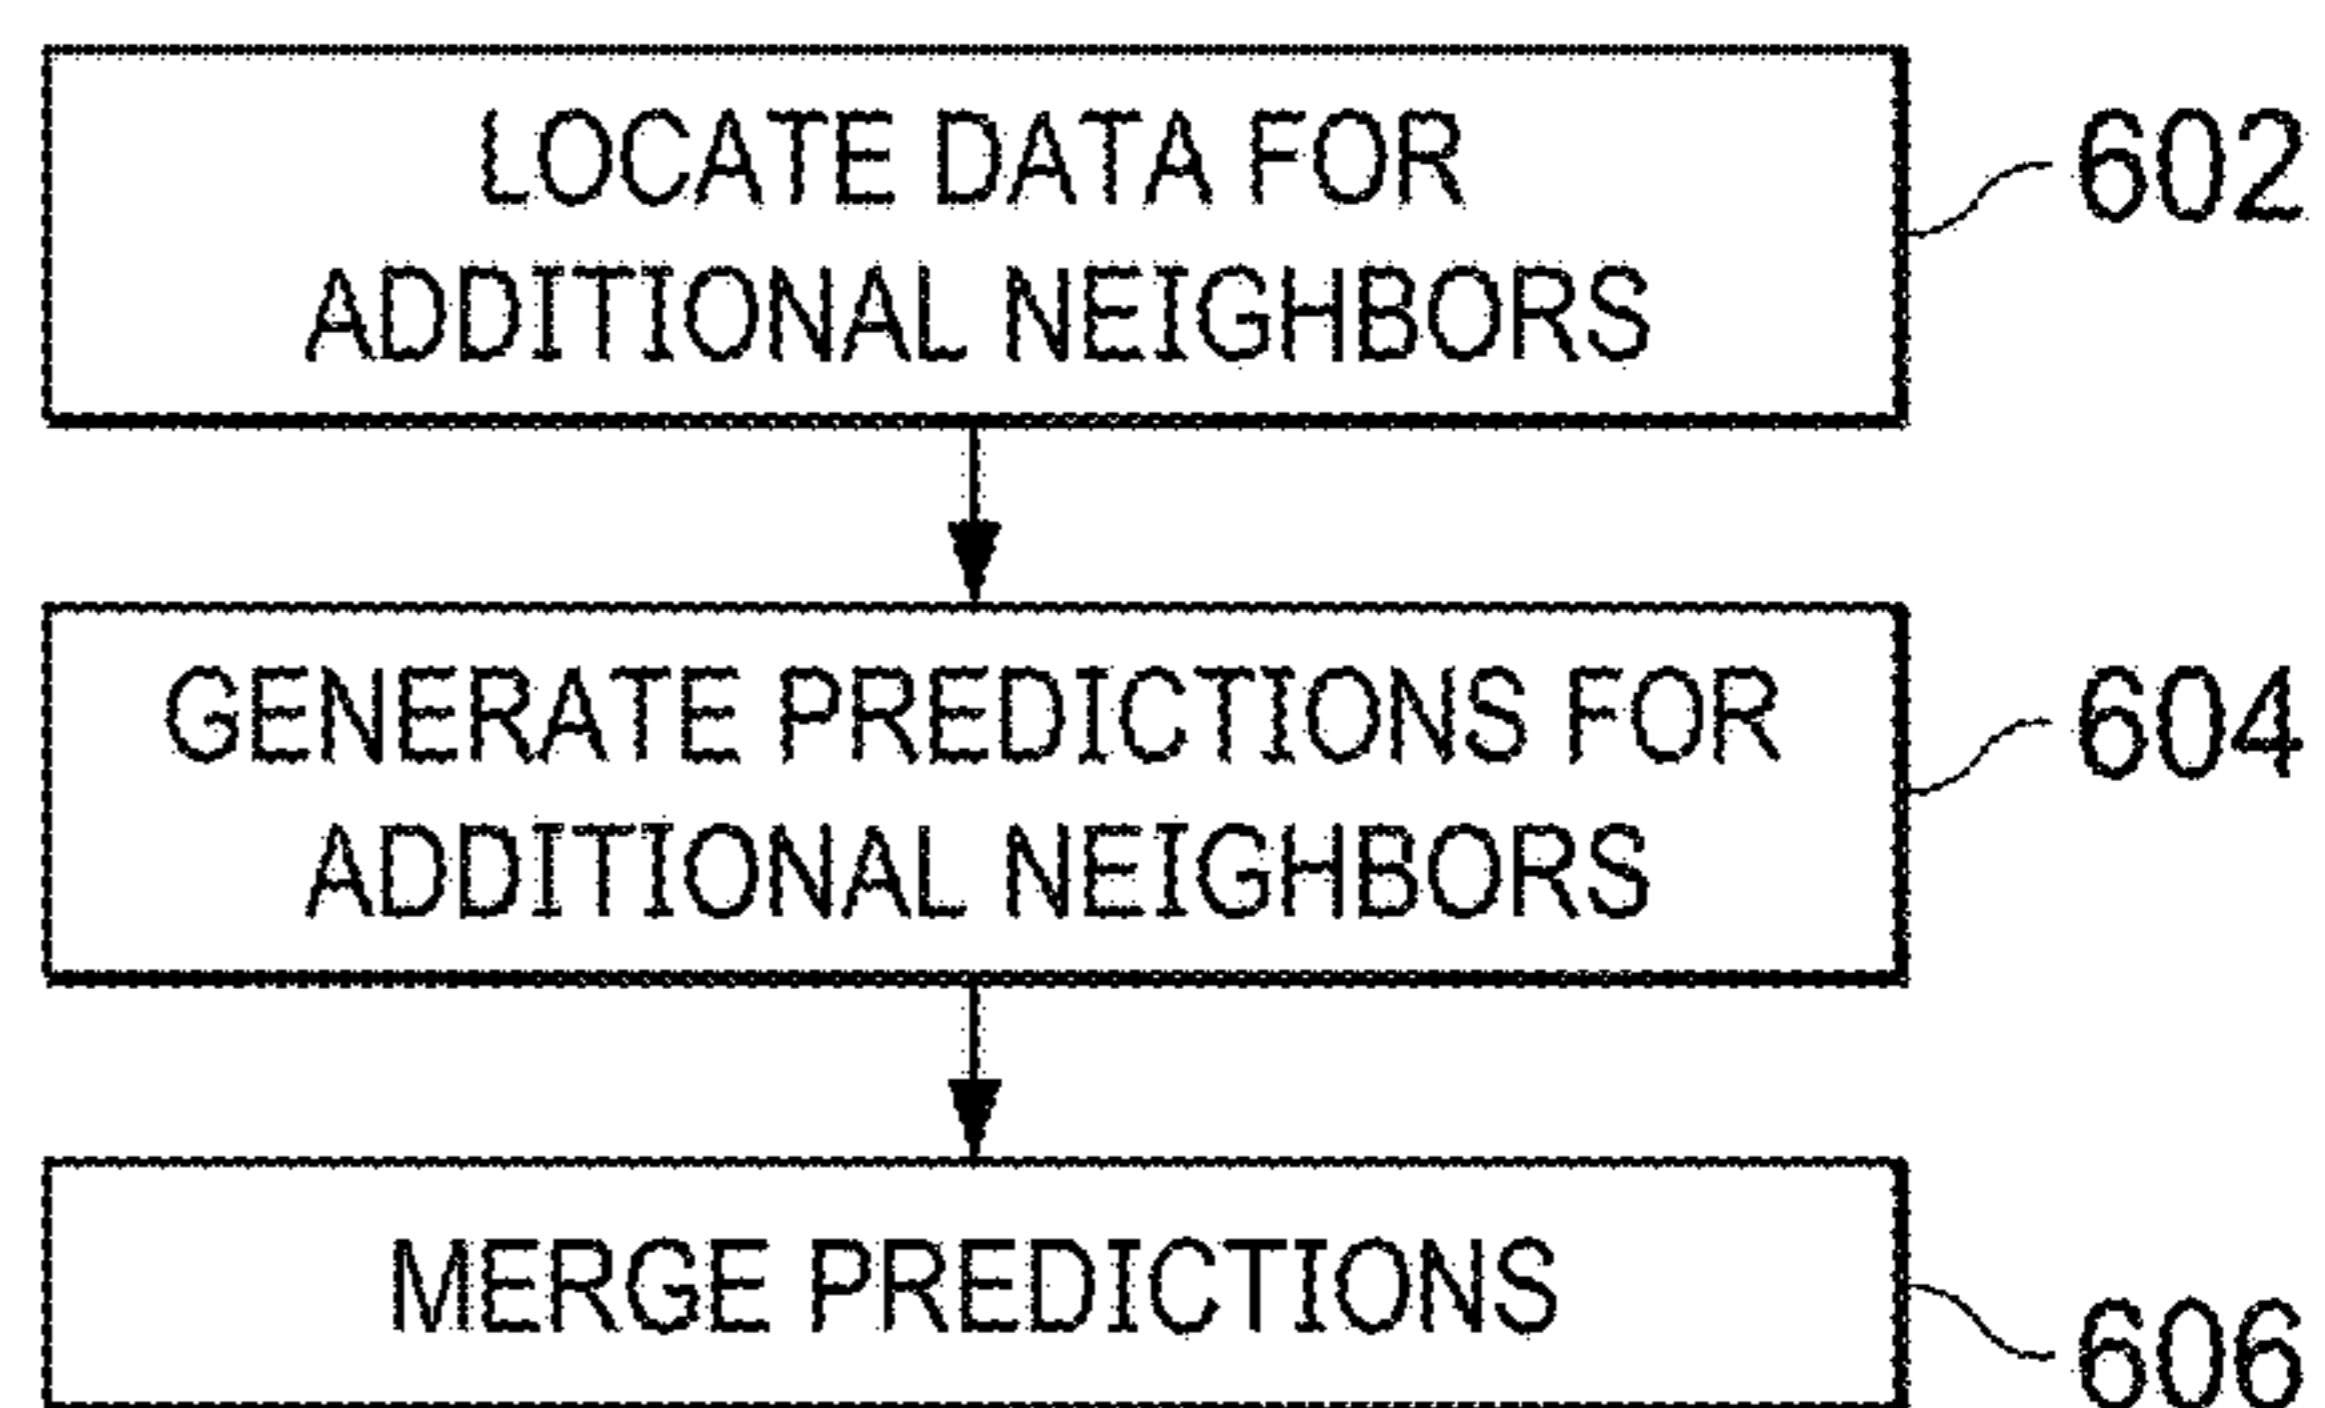 LOCATE DATA FOR
ADDITIONAL NEIGHBORS
602
GENERATE PREDICTIONS FOR
ADDITIONAL NEIGHBORS
604
MERGE PREDICTIONS
606